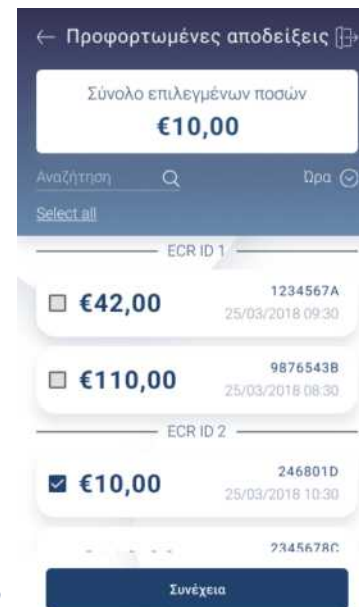 Προφορτωμένες αποδείξεις
Σύνολο επιλεγμένων ποσών
€10,00
Αναζήτηση Ώρα
Select all
ECR ID 1
€42,00 1234567A
25/03/2018 09:30
€110,00 9876543B
25/03/2018 08:30
ECR ID 2
€10,00 246801D
25/03/2018 10:30
2345678C
Συνέχεια